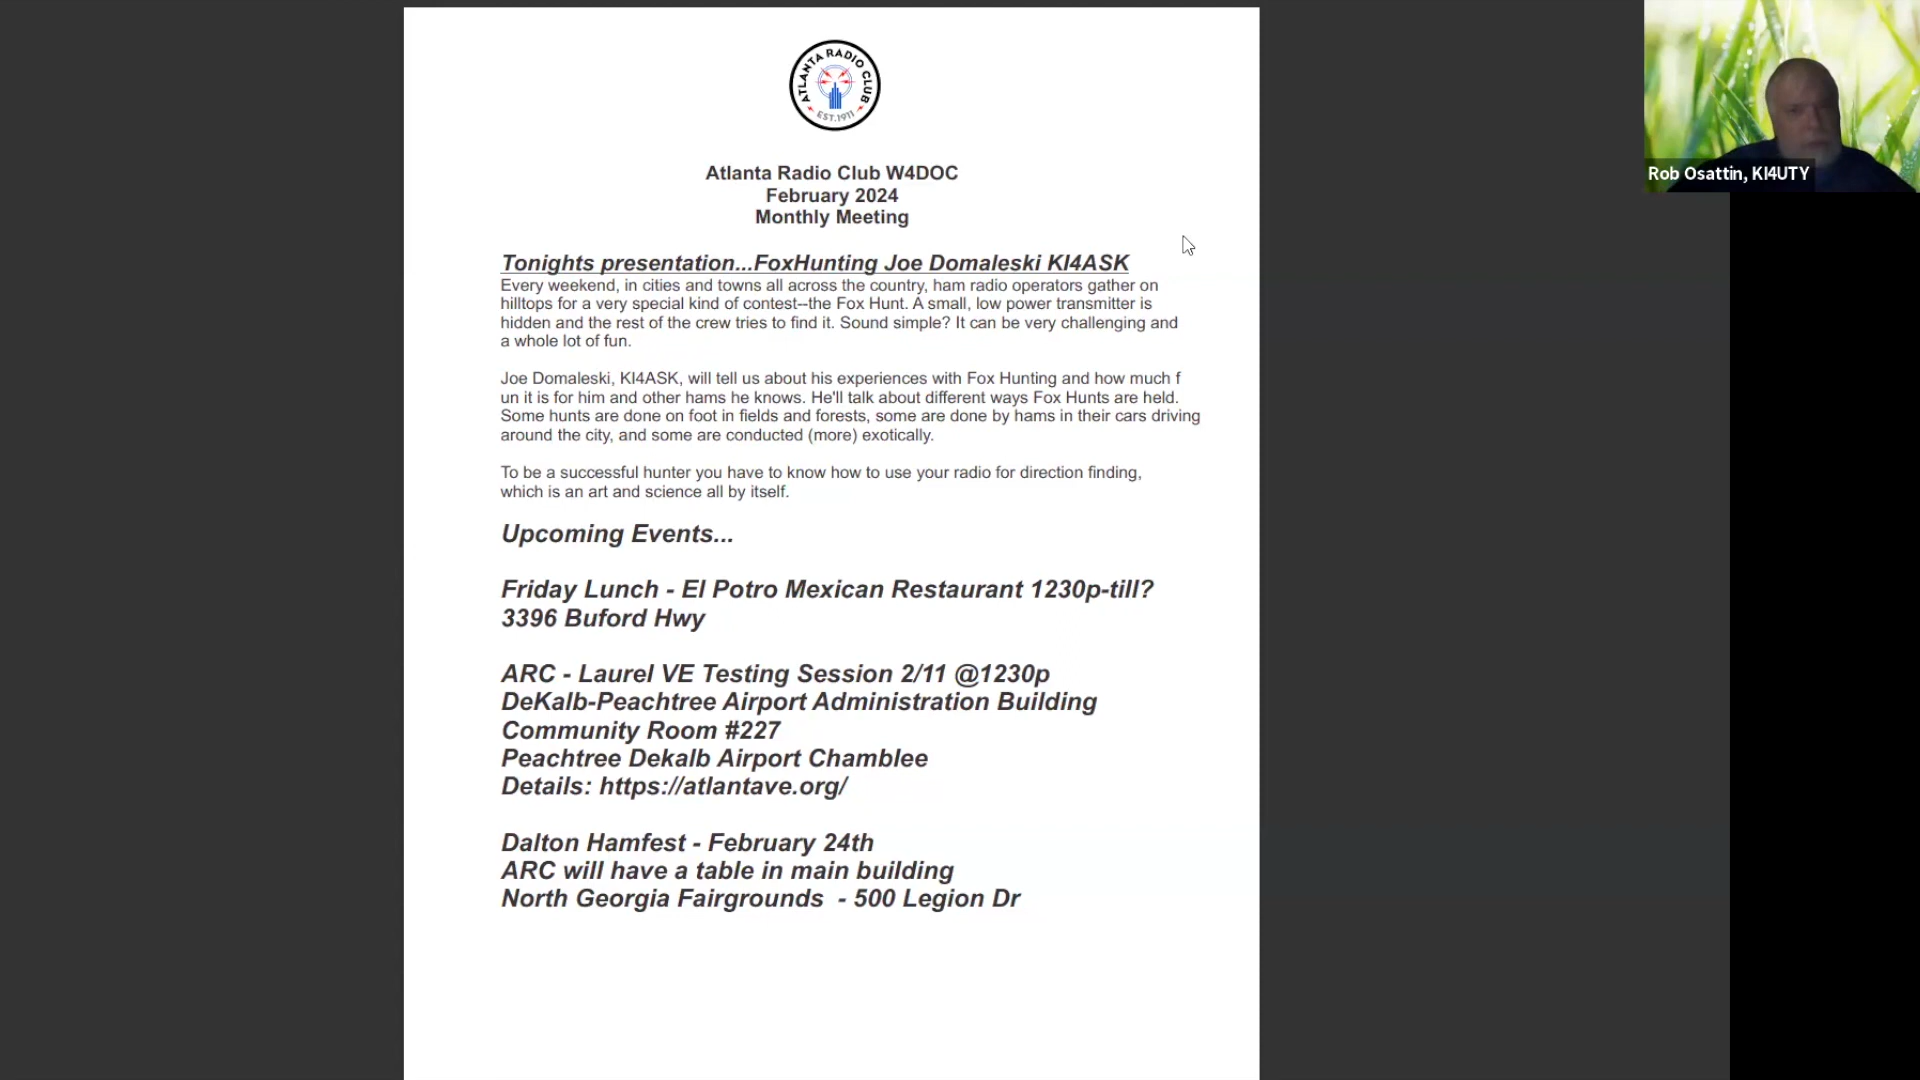 ATLANTA RADIO CLUB
EST.1911
Atlanta Radio Club W4DOC
February 2024
Monthly Meeting
Tonights presentation...FoxHunting Joe Domaleski KI4ASK
Every weekend, in cities and towns all across the country, ham radio operators gather on
hilltops for a very special kind of contest--the Fox Hunt. A small, low power transmitter is
hidden and the rest of the crew tries to find it. Sound simple? It can be very challenging and
a whole lot of fun.
Joe Domaleski, KI4ASK, will tell us about his experiences with Fox Hunting and how much f
un it is for him and other hams he knows. He'll talk about different ways Fox Hunts are held.
Some hunts are done on foot in fields and forests, some are done by hams in their cars driving
around the city, and some are conducted (more) exotically.
To be a successful hunter you have to know how to use your radio for direction finding,
which is an art and science all by itself.
Upcoming Events...
Friday Lunch - El Potro Mexican Restaurant 1230p-till?
3396 Buford Hwy
ARC - Laurel VE Testing Session 2/11 @1230p
DeKalb-Peachtree Airport Administration Building
Community Room #227
Peachtree Dekalb Airport Chamblee
Details: https://atlantave.org/
Dalton Hamfest - February 24th
ARC will have a table in main building
North Georgia Fairgrounds  - 500 Legion Dr
Rob Osattin, KI4UTY